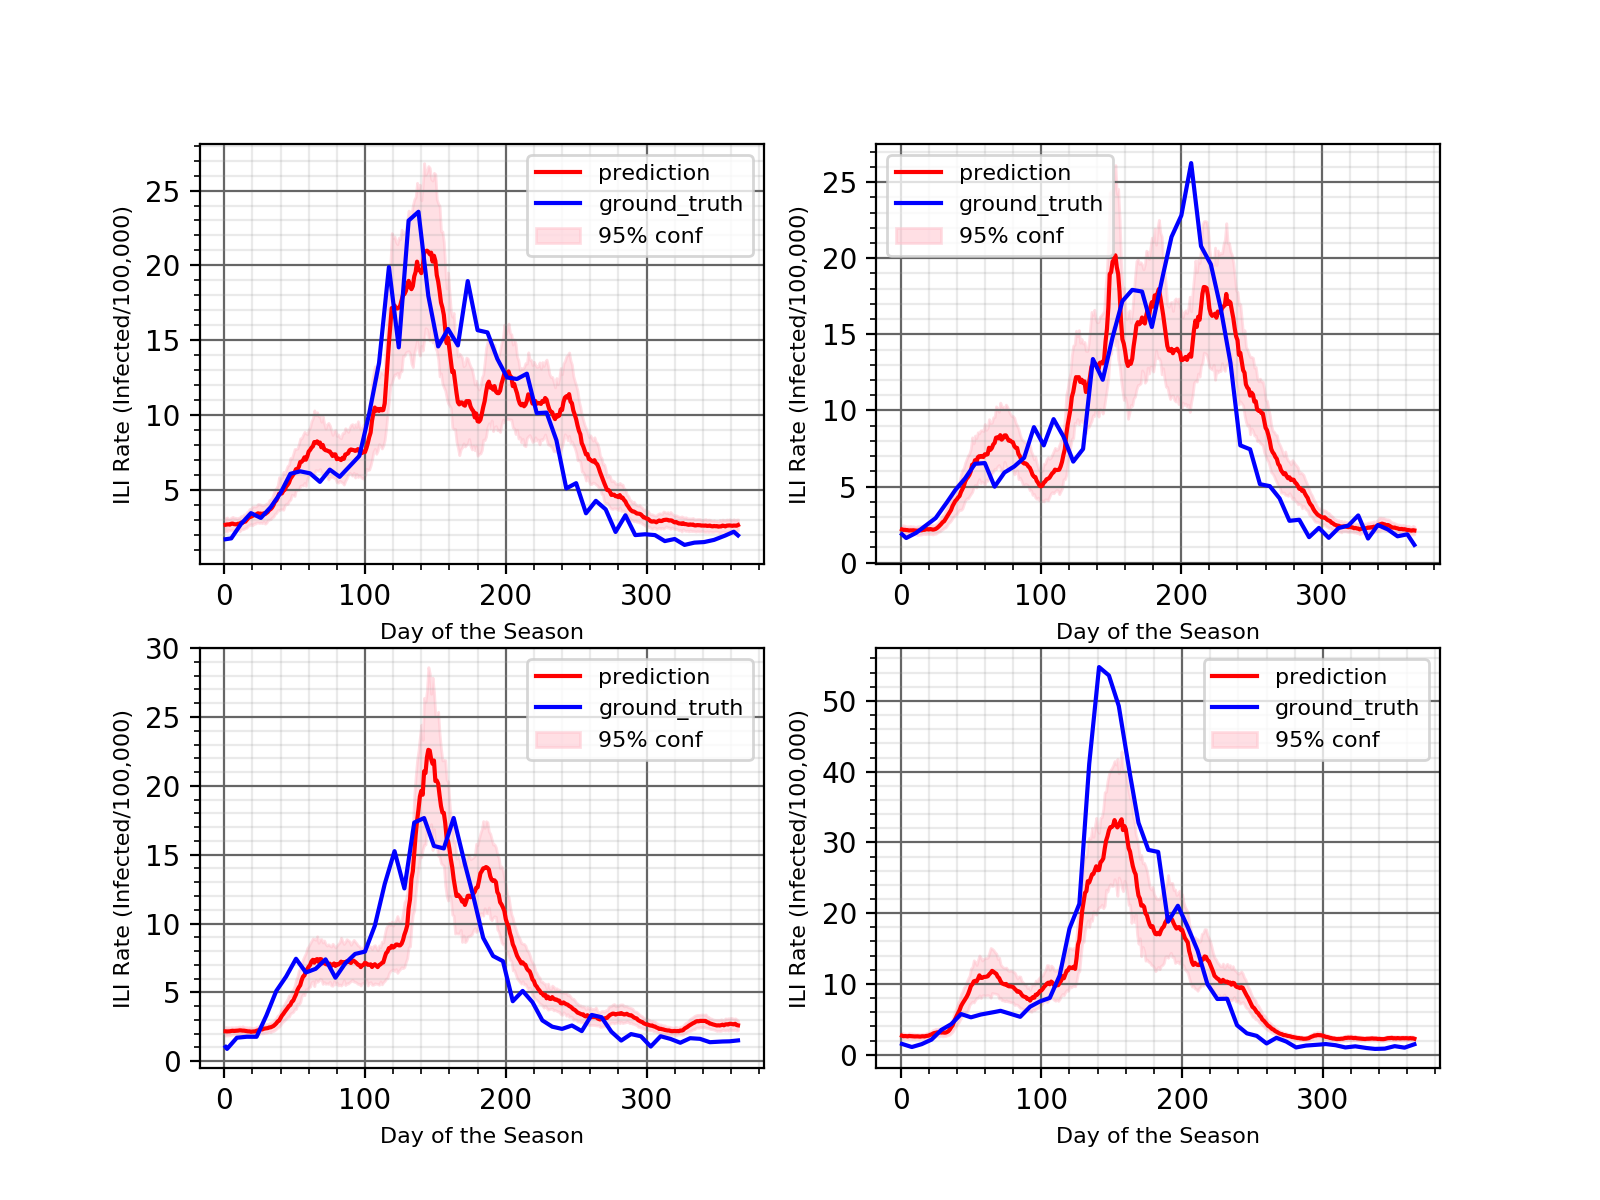 prediction
ground_truth
95% conf
ILI Rate (Infected/100,000)
25
20
15
10
5
0
100
200
300
Day of the Season
prediction
ground_truth
95% conf
ILI Rate (Infected/100,000)
25
20
15
10
5
0
0
100
200
300
Day of the Season
prediction
ground_truth
95% conf
ILI Rate (Infected/100,000)
30
25
20
15
10
5
0
0
100
200
300
Day of the Season
prediction
ground_truth
95% conf
ILI Rate (Infected/100,000)
50
40
30
20
10
0
0
100
200
300
Day of the Season